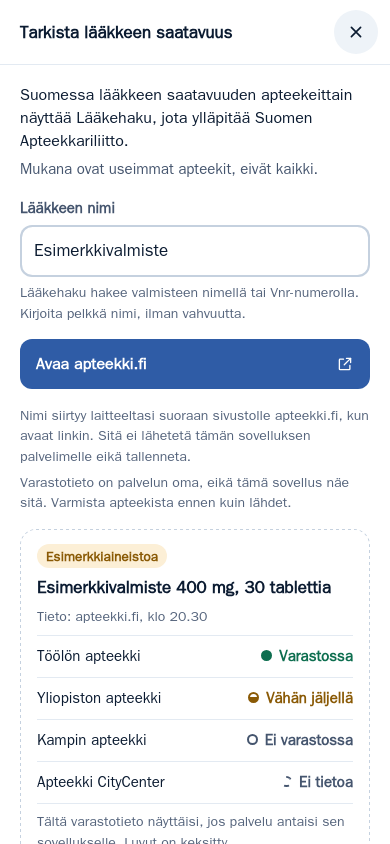 Tarkista lääkkeen saatavuus
Suomessa lääkkeen saatavuuden apteekeittain
näyttää Lääkehaku, jota ylläpitää Suomen
Apteekkariliitto.
Mukana ovat useimmat apteekit, eivät kaikki.
Lääkkeen nimi
Esimerkkivalmiste
Lääkehaku hakee valmisteen nimellä tai Vnr-numerolla.
Kirjoita pelkkä nimi, ilman vahvuutta.
Avaa apteekki.fi
Nimi siirtyy laitteeltasi suoraan sivustolle apteekki.fi, kun
avaat linkin. Sitä ei lähetetä tämän sovelluksen
palvelimelle eikä tallenneta.
Varastotieto on palvelun oma, eikä tämä sovellus näe
sitä. Varmista apteekista ennen kuin lähdet.
Esimerkkiaineistoa
Esimerkkivalmiste 400 mg, 30 tablettia
Tieto: apteekki.fi, klo 20.30
Töölön apteekki Varastossa
Yliopiston apteekki Vähän jäljellä
Kampin apteekki Ei varastossa
Apteekki CityCenter Ei tietoa
Tältä varastotieto näyttäisi, jos palvelu antaisi sen
sovellukselle. Luvut on keksitty.